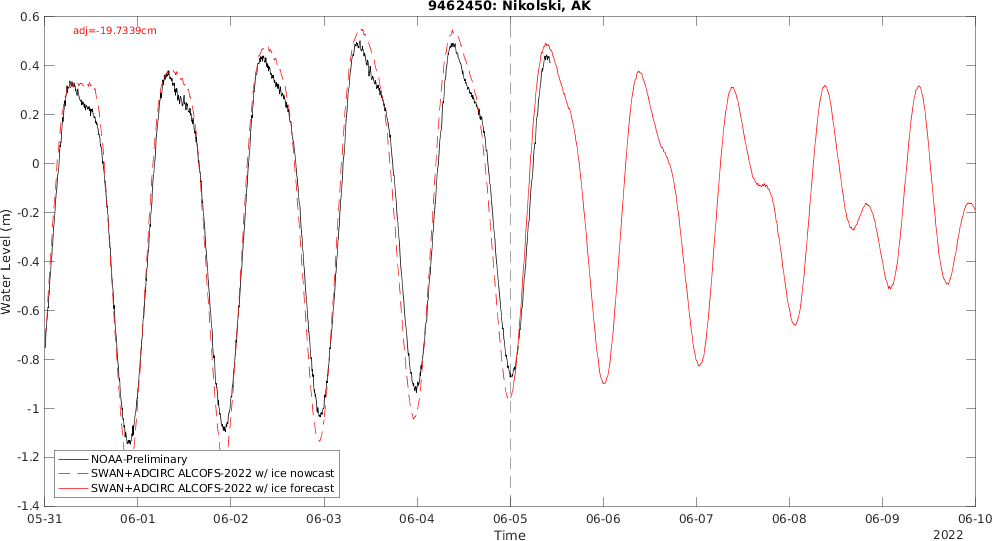 9462450: Nikolski, AK
adj=-19.7339cm
0.6
0.4
0.2
0
-0.2
-0.4
-0.6
-0.8
-1
-1.2
-1.4
Water Level (m)
NOAA-Preliminary
SWAN+ADCIRC ALCOFS-2022 w/ ice nowcast
SWAN+ADCIRC ALCOFS-2022 w/ ice forecast
05-31 06-01 06-02 06-03 06-04 06-05 06-06 06-07 06-08 06-09 06-10
Time
2022